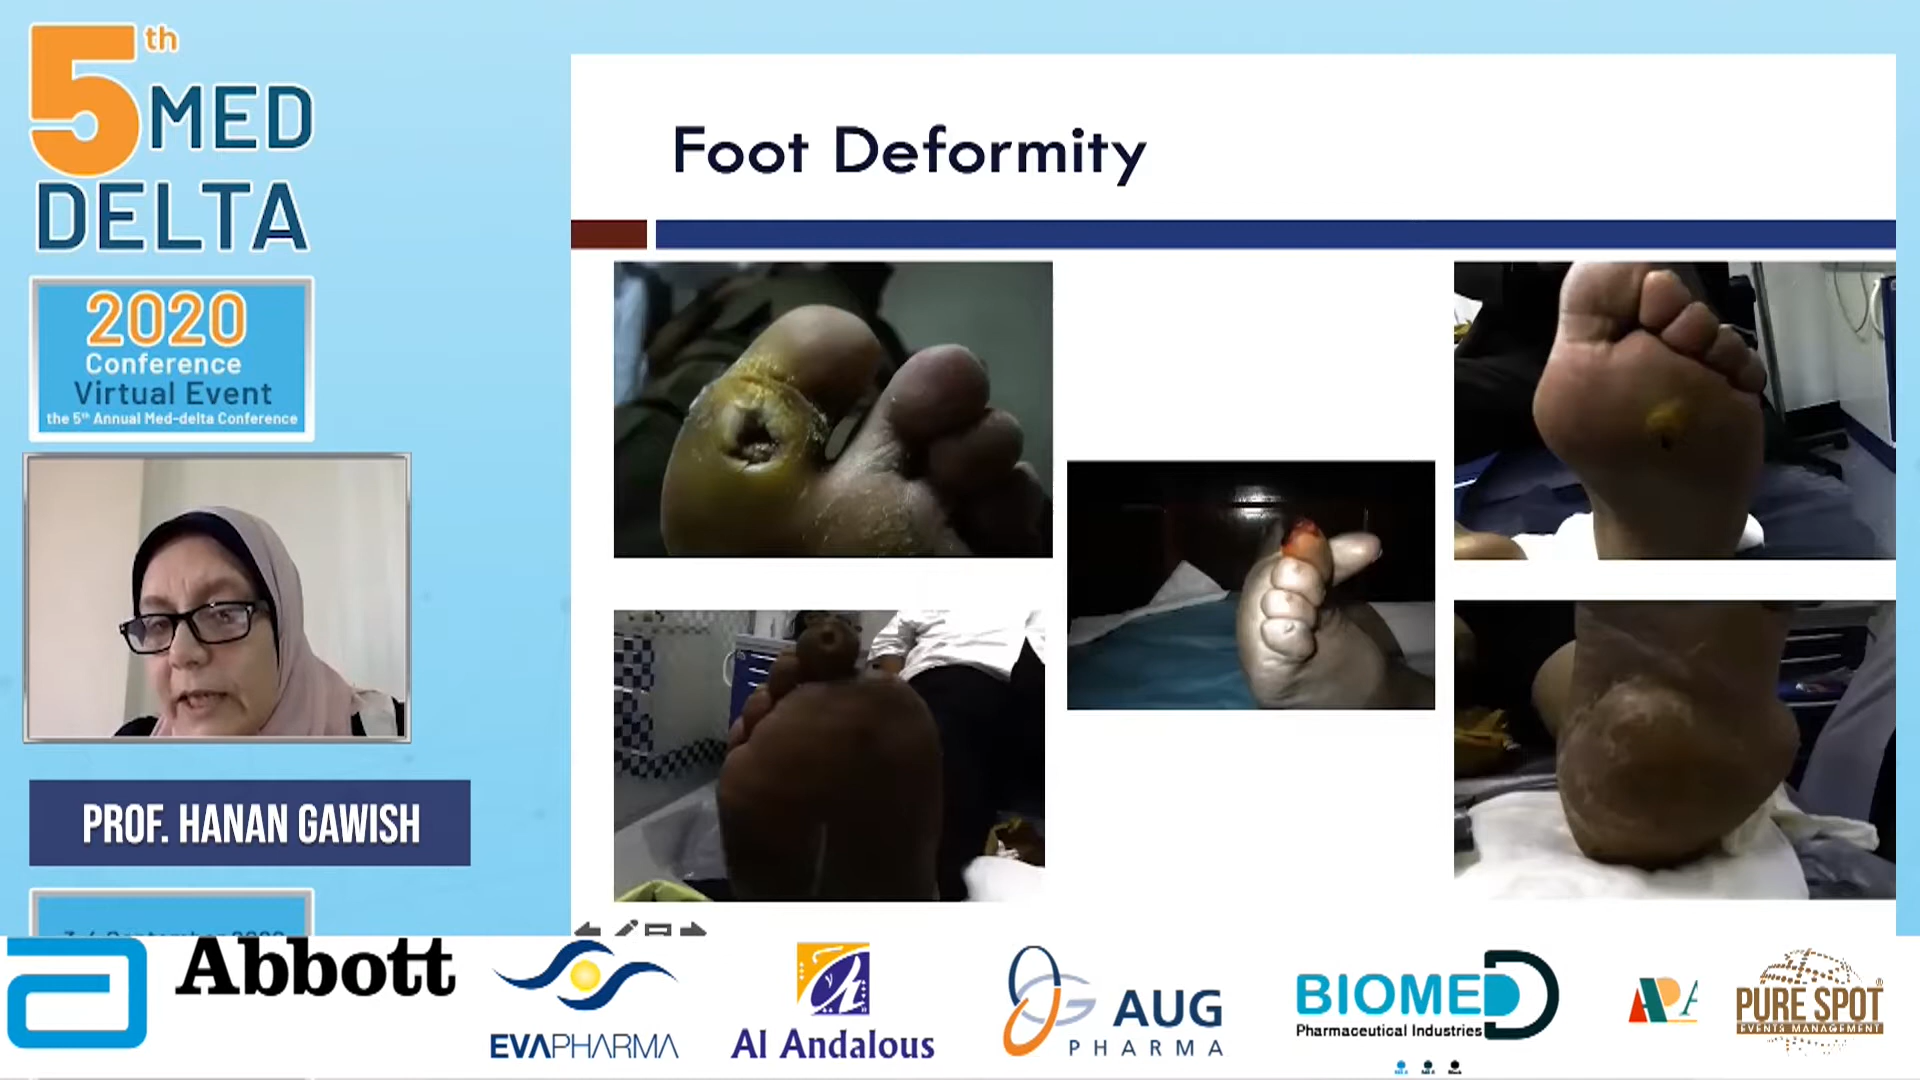 5th
MED
DELTA
2020
Conference
Virtual Event
the 5th Annual Med-delta Conference
PROF. HANAN GAWISH
Foot Deformity
Abbott
EVAPHARMA
Al Andalous
AUG
PHARMA
BIOMED
Pharmaceutical Industries
PURE SPOT®
EVENTS MANAGEMENT